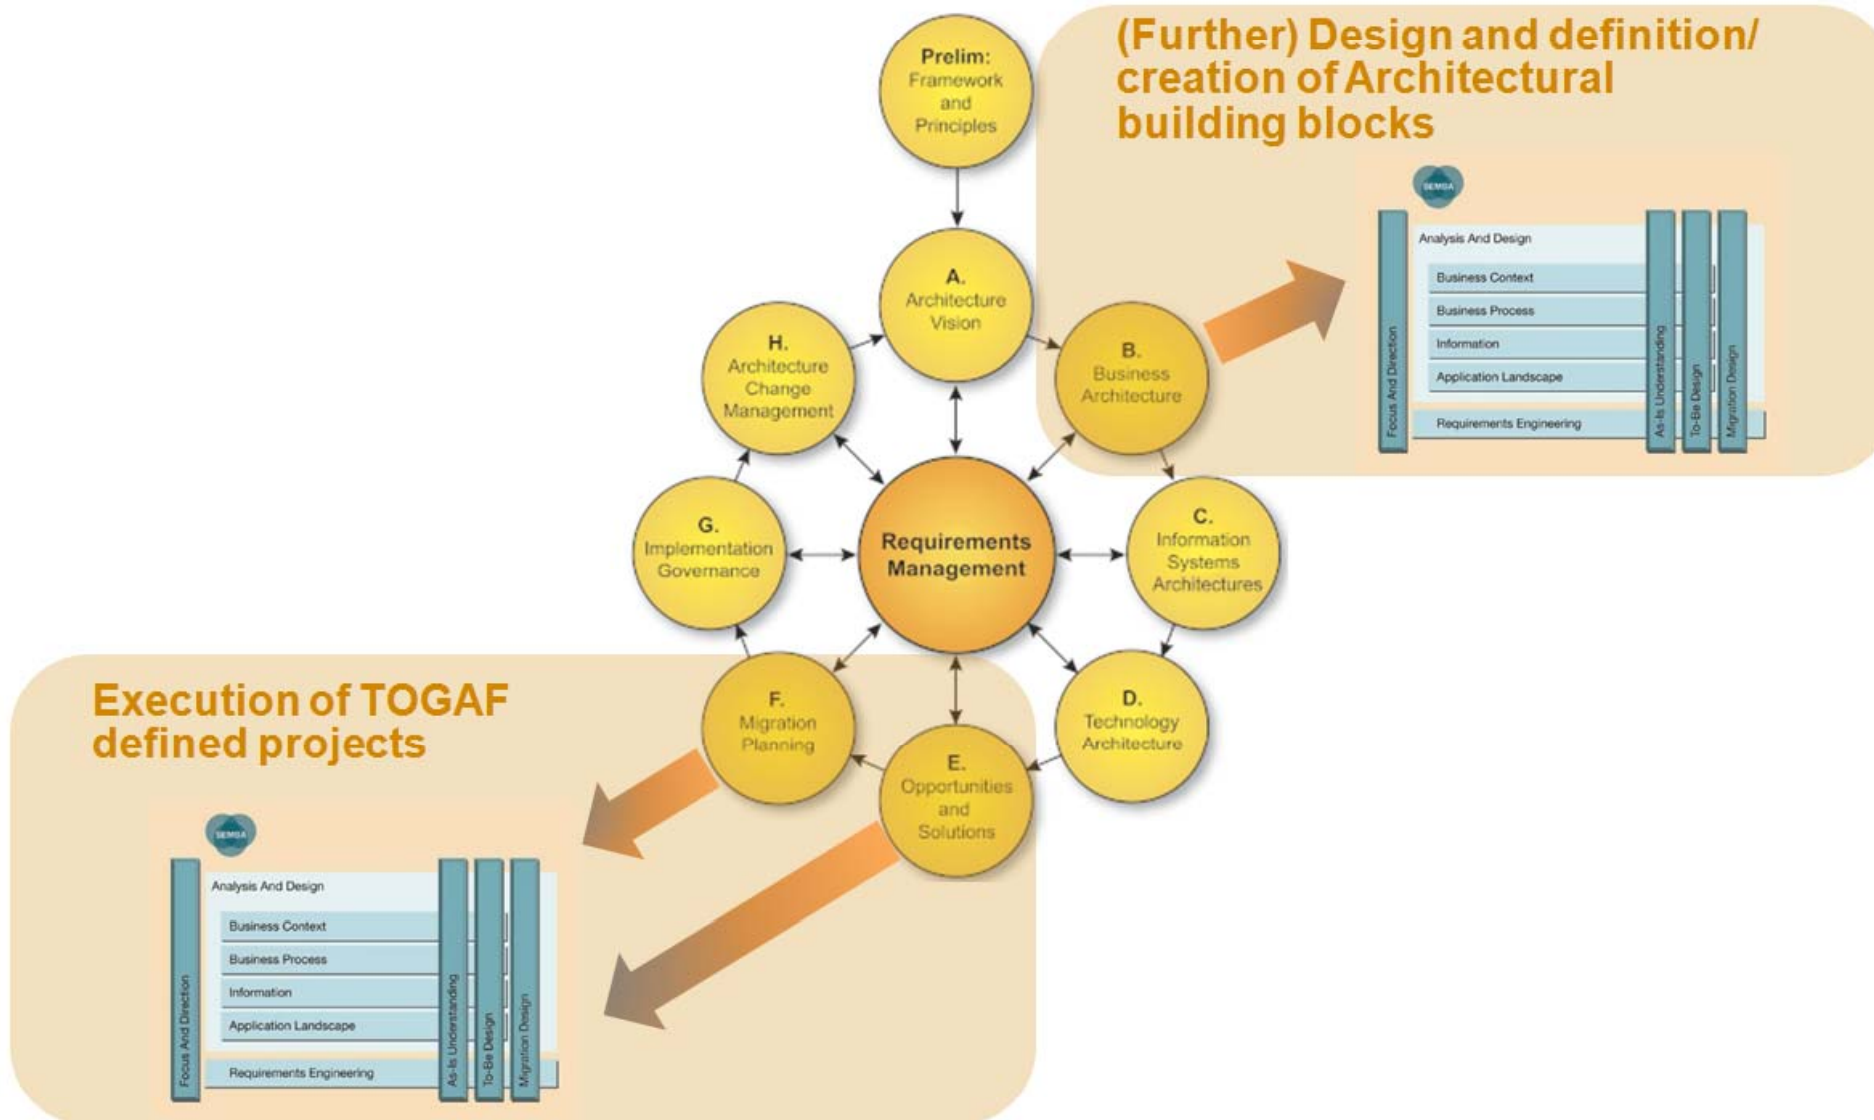 Prelim:
Framework
and
Principles
(Further) Design and definition/
creation of Architectural
building blocks
SEMBA
Analysis And Design
Business Context
Business Process
Information
Application Landscape
Requirements Engineering
Focus And Direction
As-Is Understanding
To-Be Design
Migration Design
A.
Architecture
Vision
B.
Business
Architecture
H.
Architecture
Change
Management
C.
Information
Systems
Architectures
G.
Implementation
Governance
Requirements
Management
D.
Technology
Architecture
F.
Migration
Planning
E.
Opportunities
and
Solutions
Execution of TOGAF
defined projects
SEMBA
Analysis And Design
Business Context
Business Process
Information
Application Landscape
Requirements Engineering
Focus And Direction
As-Is Understanding
To-Be Design
Migration Design